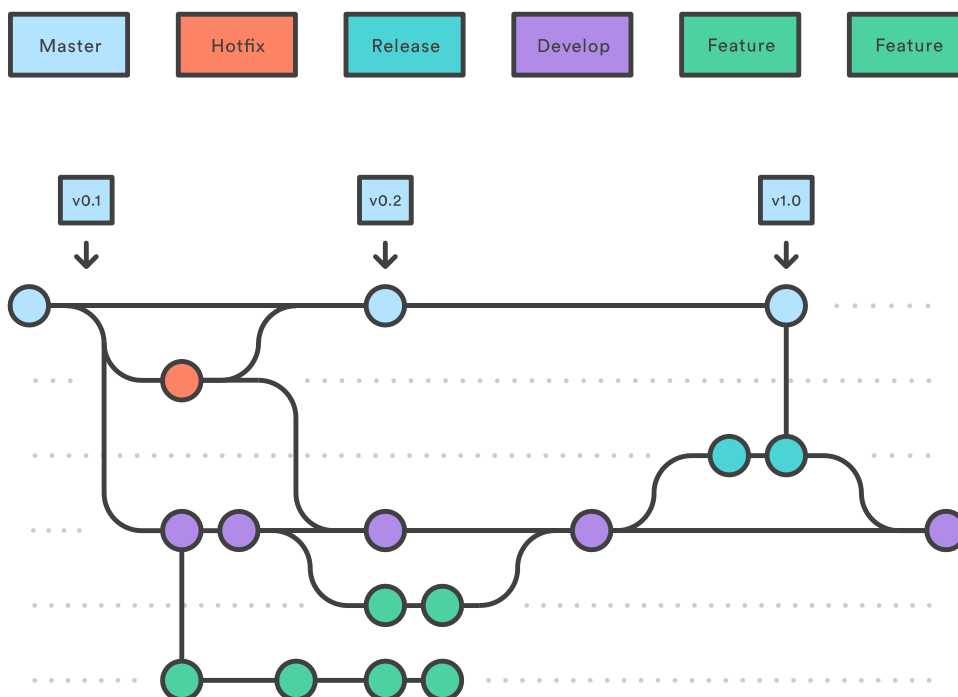 Master
Hotfix
Release
Develop
Feature
Feature
v0.1
v0.2
v1.0